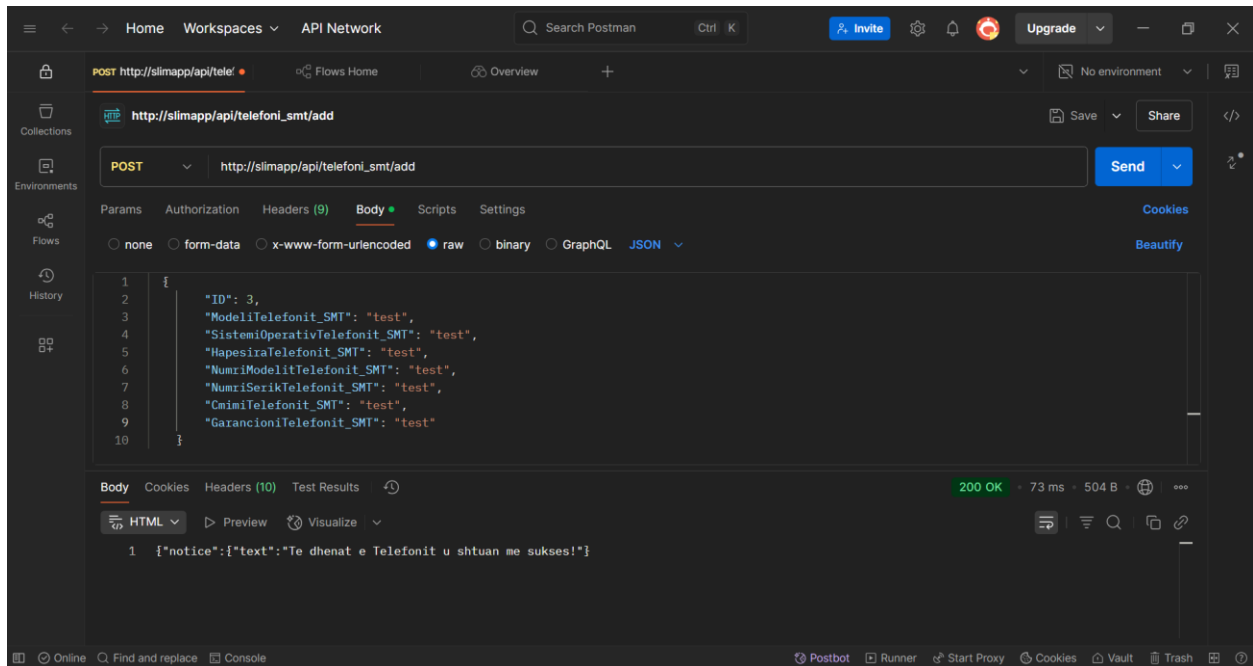 Home Workspaces API Network Search Postman Ctrl K Invite Upgrade
POST http://slimapp/api/tele Flows Home Overview No environment
HTTP http://slimapp/api/telefoni_smt/add Save Share
Collections
POST http://slimapp/api/telefoni_smt/add Send
Environments
Params Authorization Headers (9) Body Scripts Settings Cookies
Flows
none form-data x-www-form-urlencoded raw binary GraphQL JSON Beautify
History
1 {
2 "ID": 3,
3 "ModeliTelefonit_SMT": "test",
4 "SistemiOperativTelefonit_SMT": "test",
5 "HapesiraTelefonit_SMT": "test",
6 "NumriModelitTelefonit_SMT": "test",
7 "NumriSerikTelefonit_SMT": "test",
8 "CmimiTelefonit_SMT": "test",
9 "GarancioniTelefonit_SMT": "test"
10 }
Body Cookies Headers (10) Test Results 200 OK 73 ms 504 B
HTML Preview Visualize
1 {"notice":{"text":"Te dhenat e Telefonit u shtuan me sukses!"}
Online Find and replace Console Postbot Runner Start Proxy Cookies Vault Trash